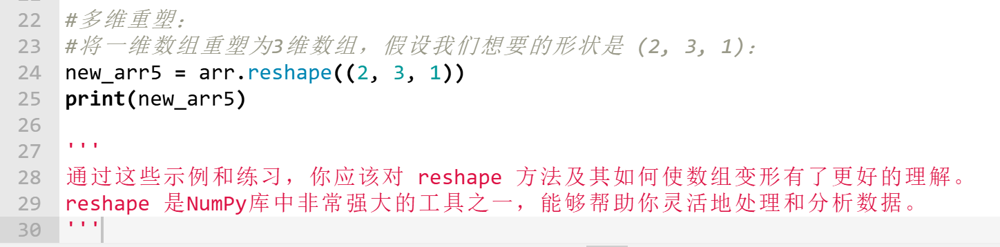 22 #多维重塑:
23 #将一维数组重塑为3维数组，假设我们想要的形状是 (2, 3, 1):
24 new_arr5 = arr.reshape((2, 3, 1))
25 print(new_arr5)
26
27 '''
28 通过这些示例和练习，你应该对 reshape 方法及其如何使数组变形有了更好的理解。
29 reshape 是NumPy库中非常强大的工具之一，能够帮助你灵活地处理和分析数据。
30 '''